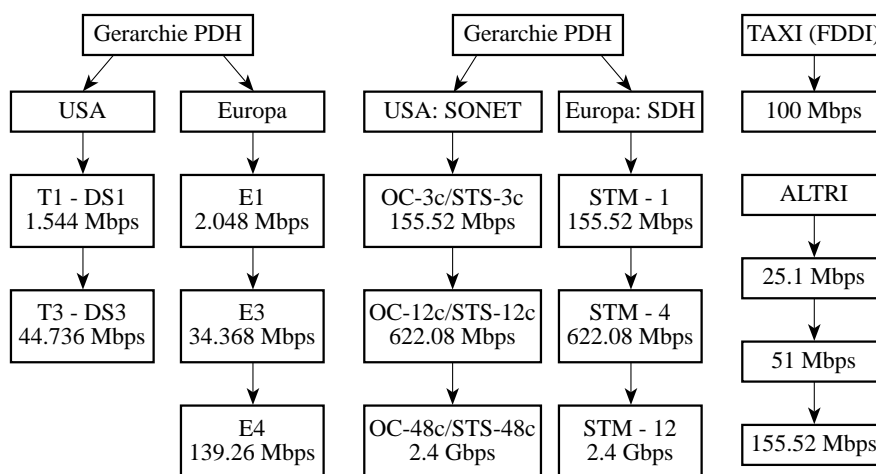 Gerarchie PDH
USA
Europa
T1 - DS1
1.544 Mbps
E1
2.048 Mbps
T3 - DS3
44.736 Mbps
E3
34.368 Mbps
E4
139.26 Mbps
Gerarchie PDH
USA: SONET
Europa: SDH
OC-3c/STS-3c
155.52 Mbps
STM - 1
155.52 Mbps
OC-12c/STS-12c
622.08 Mbps
STM - 4
622.08 Mbps
OC-48c/STS-48c
2.4 Gbps
STM - 12
2.4 Gbps
TAXI (FDDI)
100 Mbps
ALTRI
25.1 Mbps
51 Mbps
155.52 Mbps